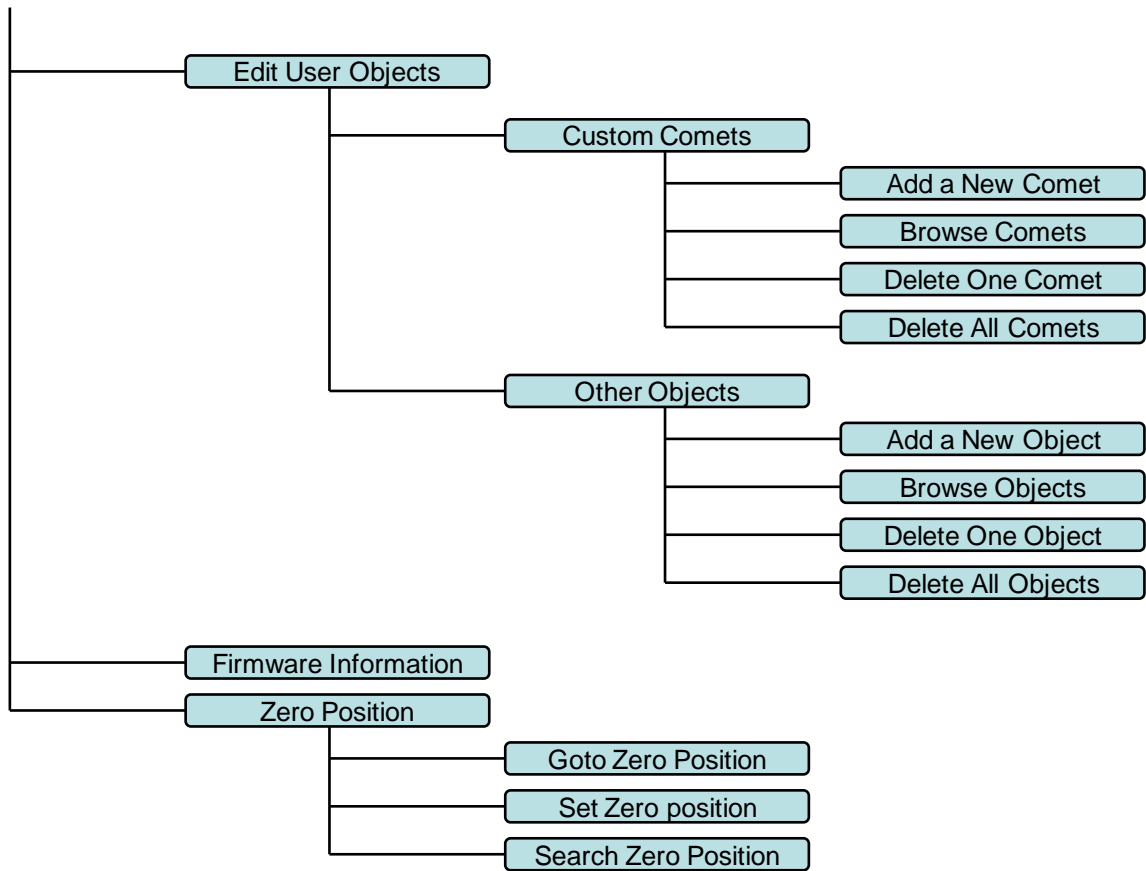 Edit User Objects
Custom Comets
Add a New Comet
Browse Comets
Delete One Comet
Delete All Comets
Other Objects
Add a New Object
Browse Objects
Delete One Object
Delete All Objects
Firmware Information
Zero Position
Goto Zero Position
Set Zero position
Search Zero Position